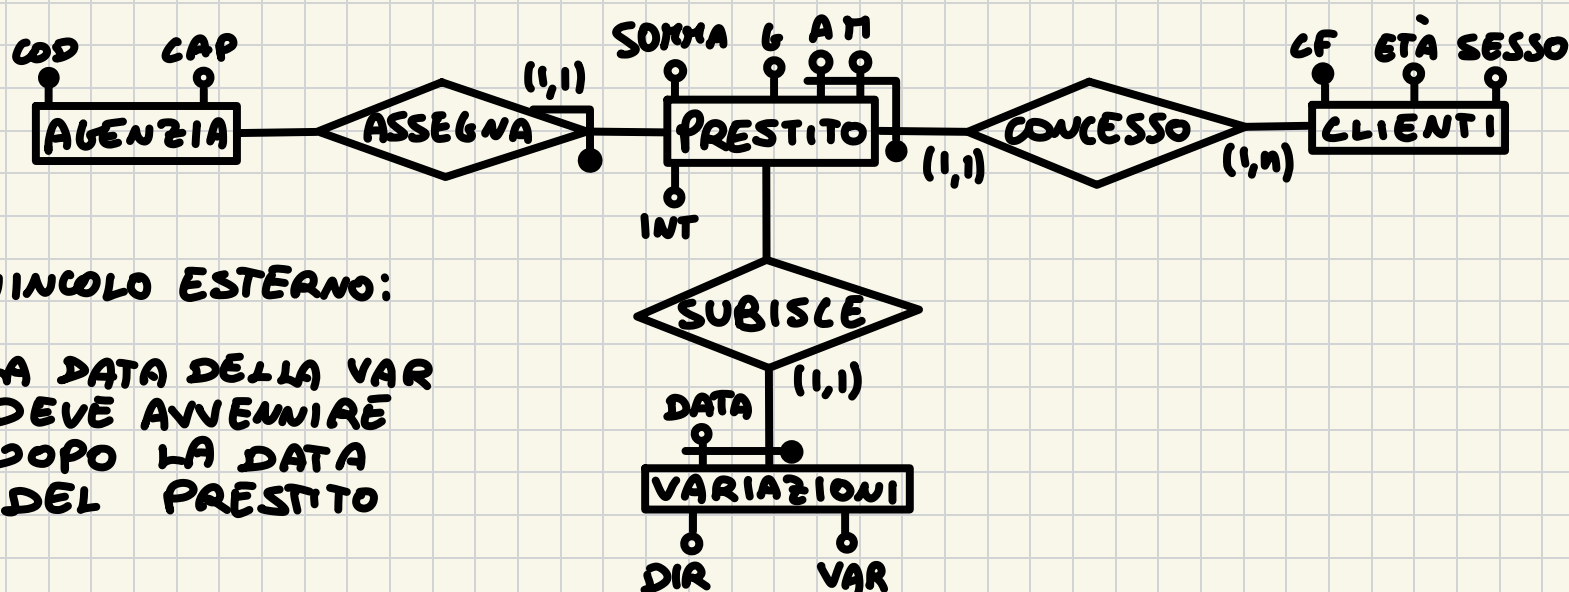 COD CAP SOMMA G A M CF ETÀ SESSO
(1,1)
AGENZIA ASSEGNA PRESTITO CONCESSO CLIENTI
(1,1) (1,n)
INT
INCOLO ESTERNO:
SUBISCE
A DATA DELLA VAR
(1,1)
DEVE AVVENNIRE
DATA
DOPO LA DATA
DEL PRESTITO
VARIAZIONI
DIR VAR